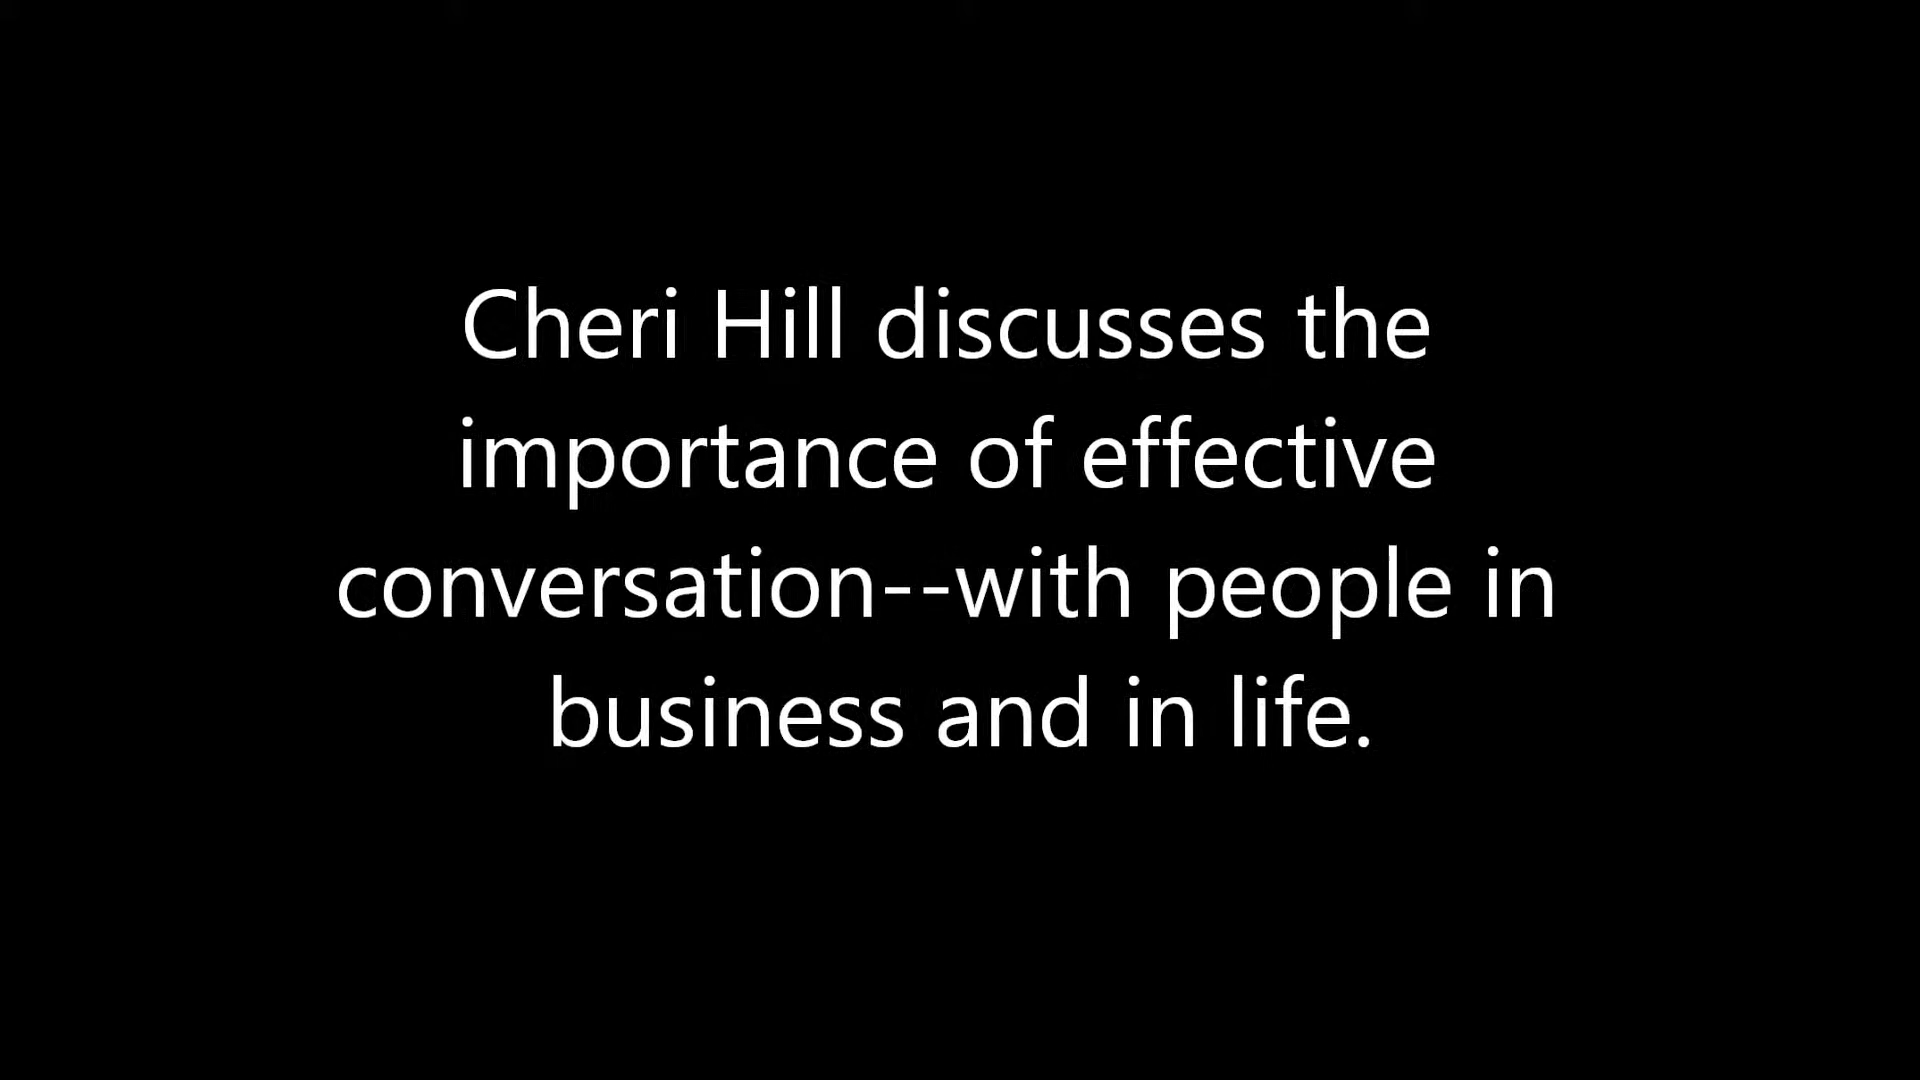 Cheri Hill discusses the
importance of effective
conversation--with people in
business and in life.